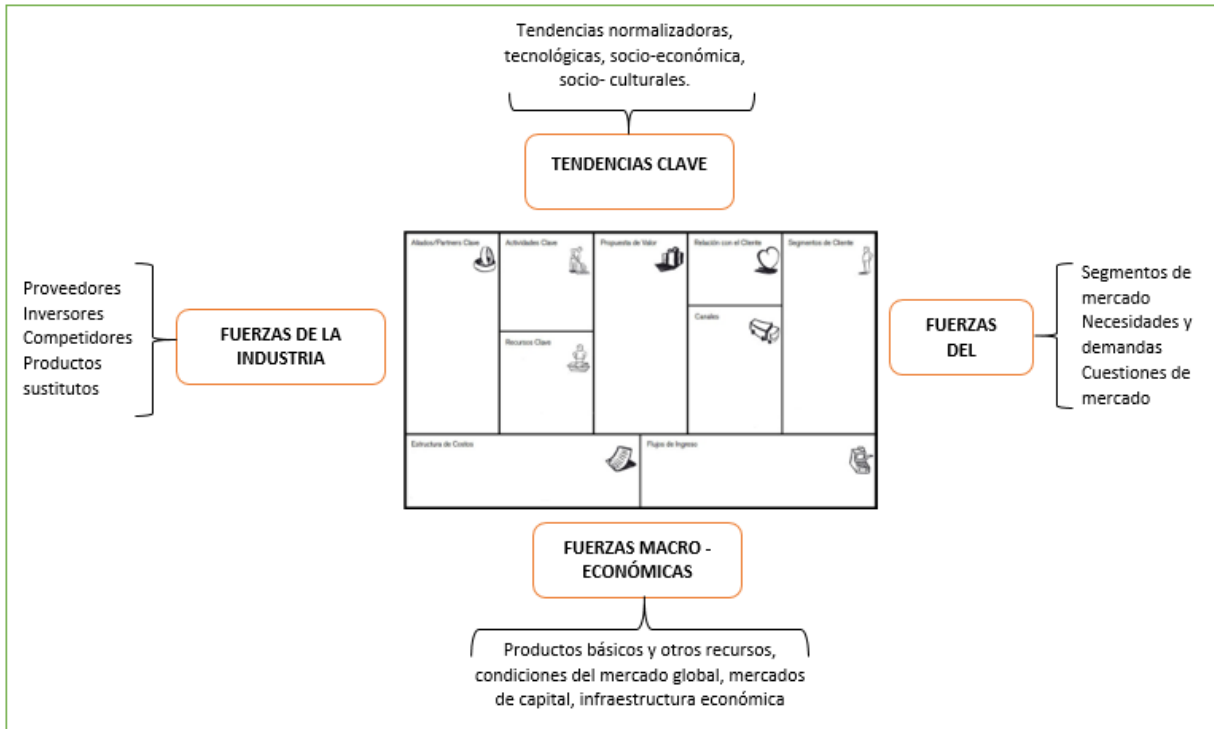 Tendencias normalizadoras,
tecnológicas, socio-económica,
socio- culturales.
TENDENCIAS CLAVE
Proveedores
Inversores
Competidores
Productos
sustitutos
FUERZAS DE LA
INDUSTRIA
Aliados/Partners Clave
Actividades Clave
Propuesta de Valor
Relación con el Cliente
Segmentos de Cliente
Recursos Clave
Canales
Estructura de Costos
Flujos de Ingreso
FUERZAS
DEL
Segmentos de
mercado
Necesidades y
demandas
Cuestiones de
mercado
FUERZAS MACRO -
ECONÓMICAS
Productos básicos y otros recursos,
condiciones del mercado global, mercados
de capital, infraestructura económica